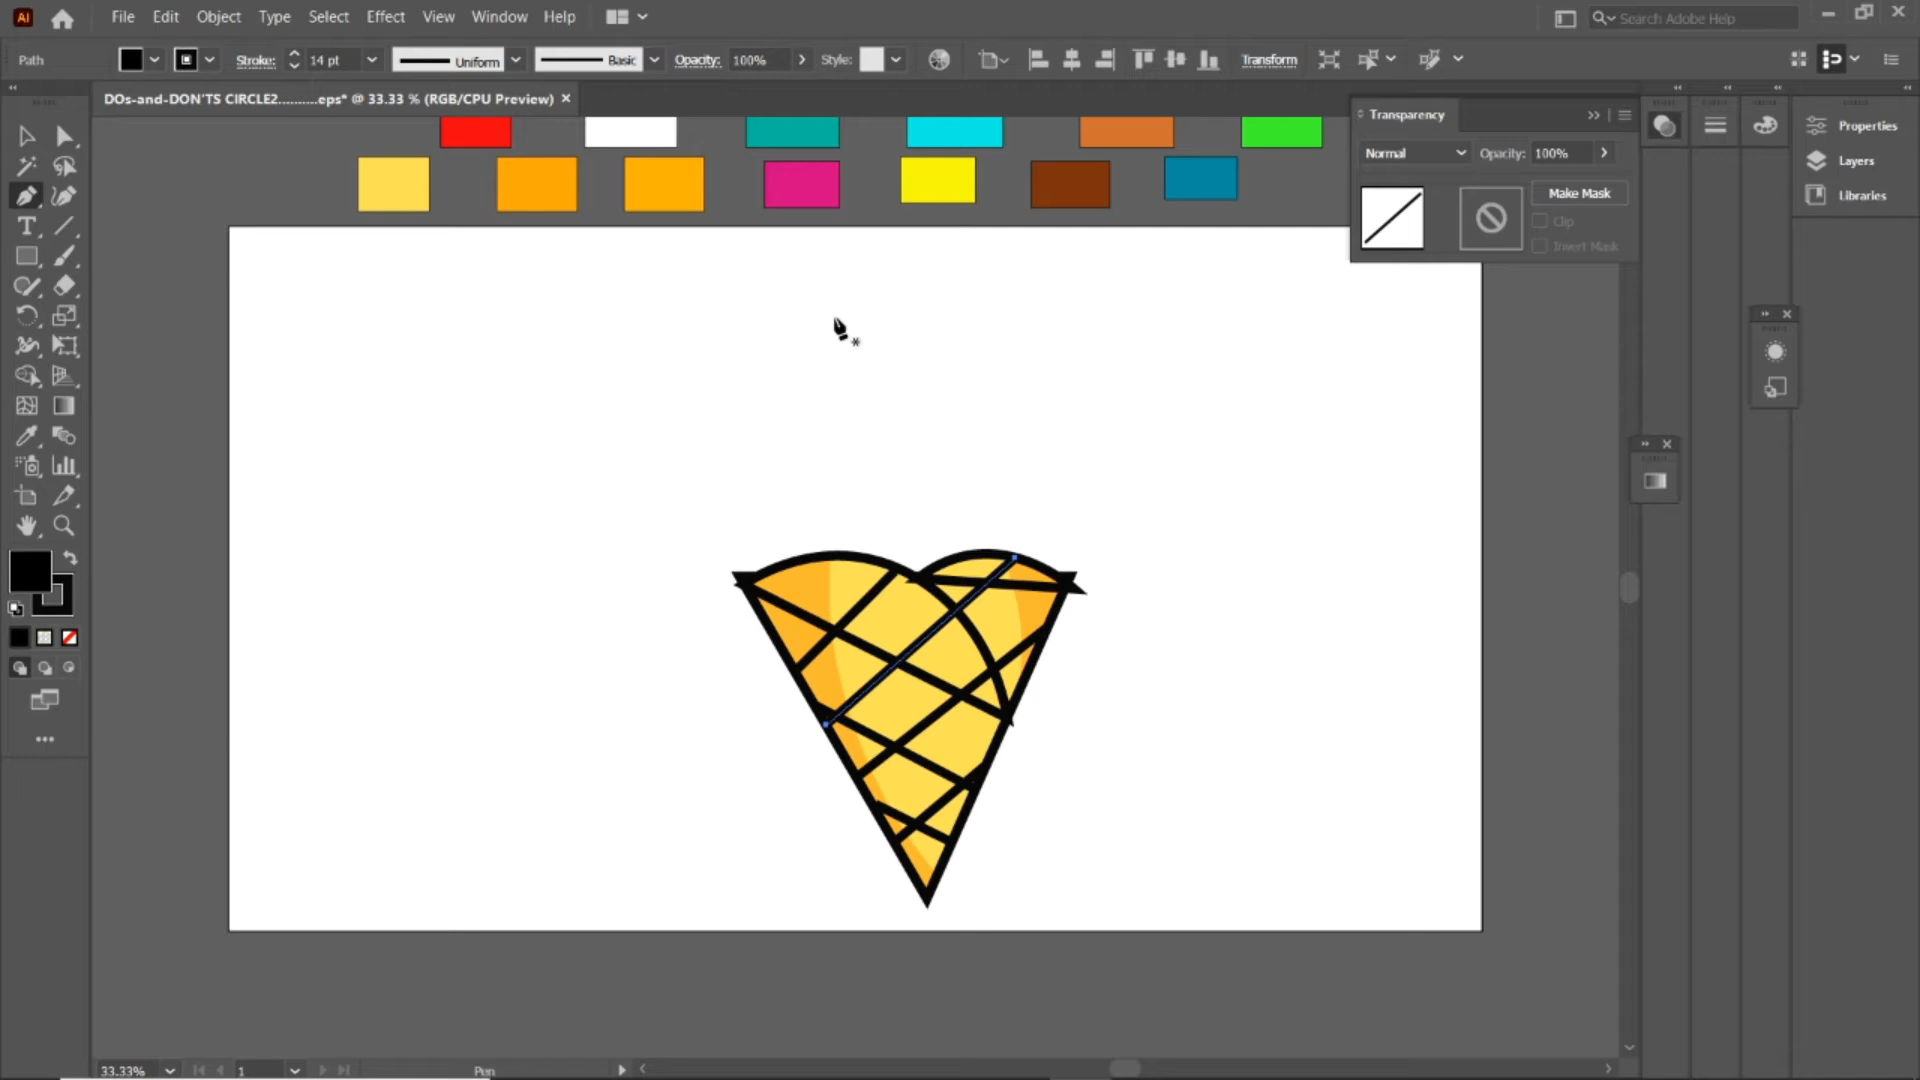 Ai File Edit Object Type Select Effect View Window Help Search Adobe Help
Path Stroke: 14 pt Uniform Basic Opacity: 100% Style: Transform
DOs-and-DON'TS CIRCLE2..........eps* @ 33.33 % (RGB/CPU Preview)
Transparency
Normal Opacity: 100%
Make Mask
Clip
Invert Mask
Properties
Layers
Libraries
33.33% 1 Pen